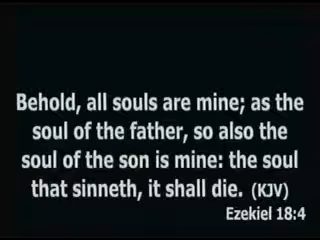 Behold, all souls are mine; as the
soul of the father, so also the
soul of the son is mine: the soul
that sinneth, it shall die. (KJV)
Ezekiel 18:4